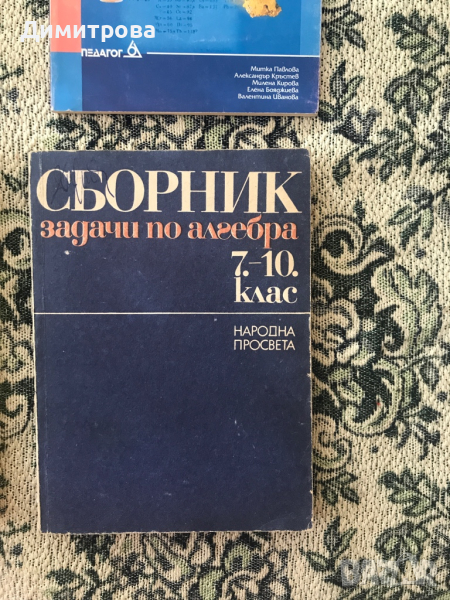 Димитрова
ПЕДАГОГ
Митка Павлова
Александър Кръстев
Милена Кирова
Елена Бояджиева
Валентина Иванова
СБОРНИК
задачи по алгебра
7.–10.
клас
НАРОДНА
ПРОСВЕТА